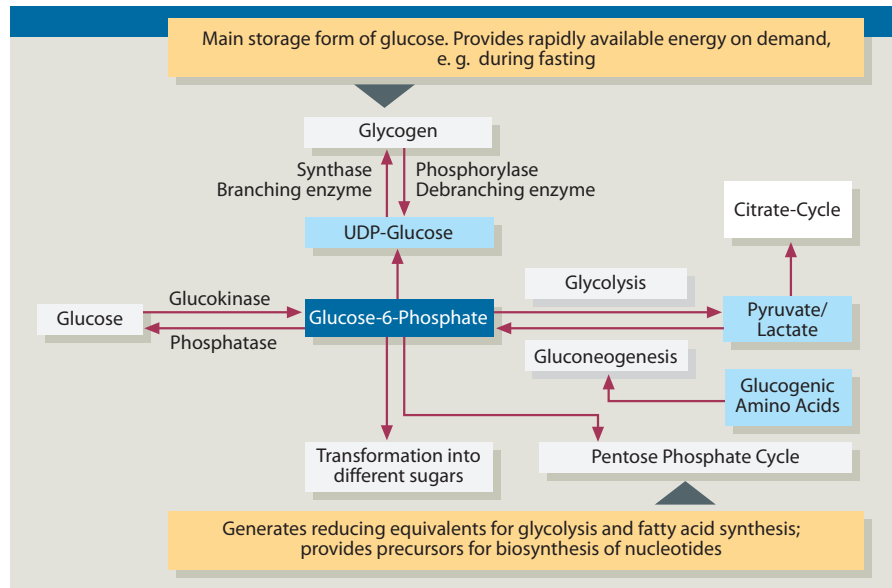 Main storage form of glucose. Provides rapidly available energy on demand,
e. g. during fasting
Glycogen
Synthase
Branching enzyme
Phosphorylase
Debranching enzyme
UDP-Glucose
Citrate-Cycle
Glucose
Glucokinase
Phosphatase
Glucose-6-Phosphate
Glycolysis
Gluconeogenesis
Pyruvate/
Lactate
Glucogenic
Amino Acids
Transformation into
different sugars
Pentose Phosphate Cycle
Generates reducing equivalents for glycolysis and fatty acid synthesis;
provides precursors for biosynthesis of nucleotides